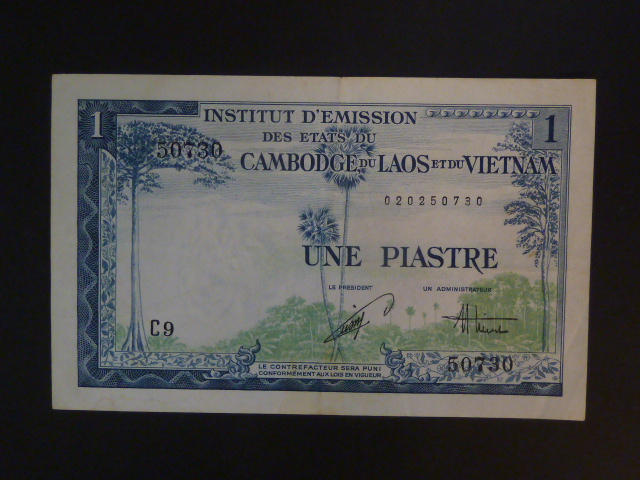 INSTITUT D'EMISSION
1
1
DES ETATS DU
50730
CAMBODGE DU LAOS ET DU VIETNAM
020250730
UNE PIASTRE
LE PRESIDENT UN ADMINISTRATEUR
C9
50730
LE CONTREFACTEUR SERA PUNI
CONFORMÉMENT AUX LOIS EN VIGUEUR